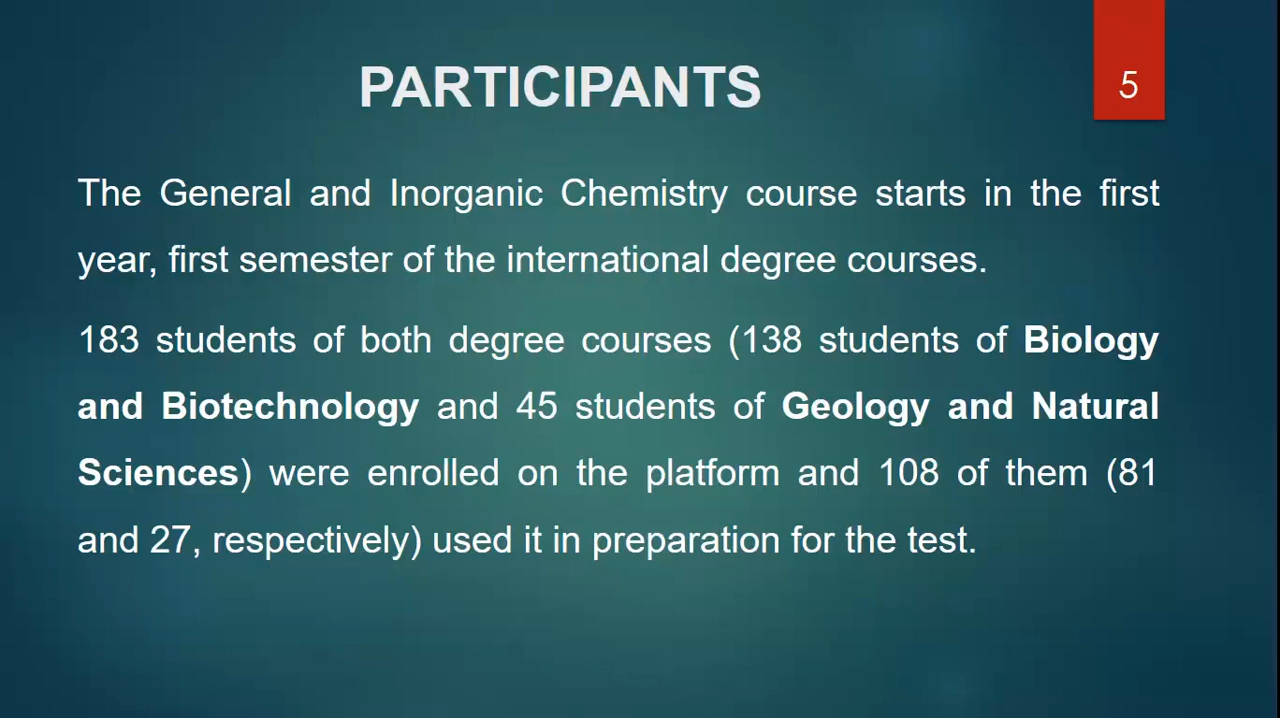 PARTICIPANTS
5
The General and Inorganic Chemistry course starts in the first
year, first semester of the international degree courses.
183 students of both degree courses (138 students of Biology
and Biotechnology and 45 students of Geology and Natural
Sciences) were enrolled on the platform and 108 of them (81
and 27, respectively) used it in preparation for the test.